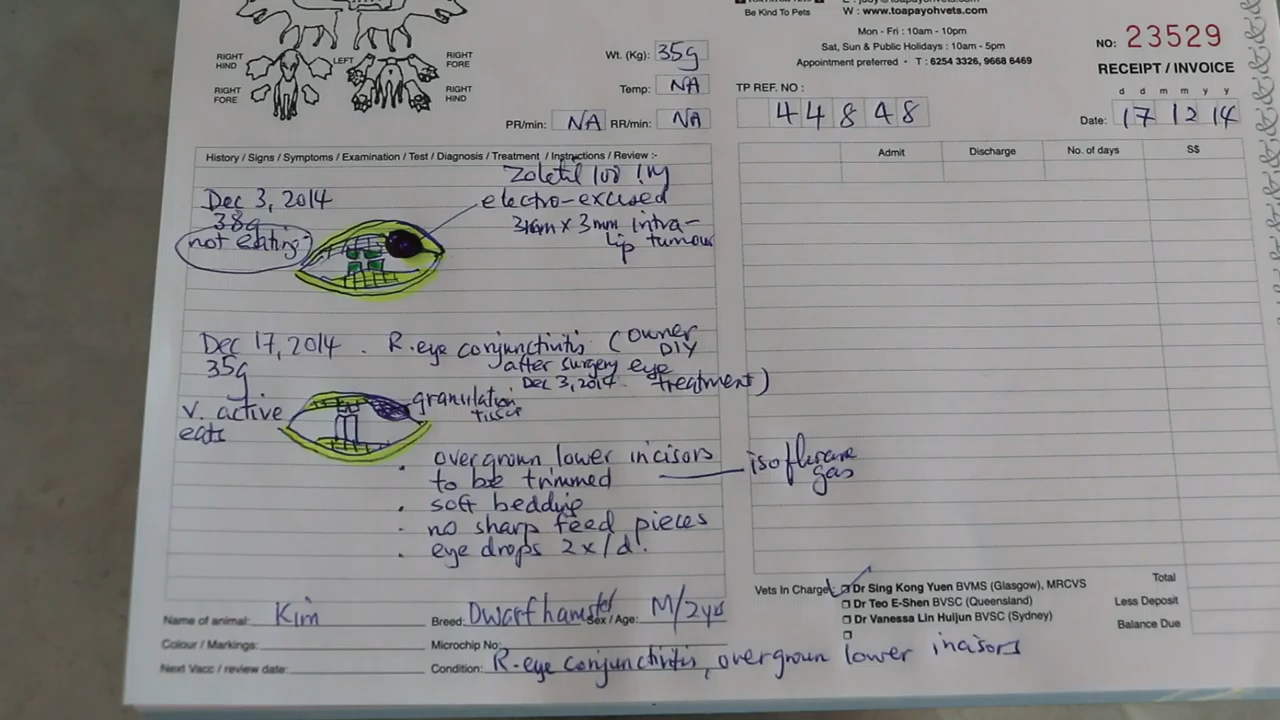 Be Kind To Pets
W : www.toapayohvets.com
Mon - Fri : 10am - 10pm
Sat, Sun & Public Holidays : 10am - 5pm
Appointment preferred • T : 6254 3326, 9668 6469
NO: 23529
RECEIPT / INVOICE
d d m m y y
Date: 17 12 14
RIGHT HIND
LEFT
RIGHT FORE
RIGHT FORE
RIGHT HIND
Wt. (Kg): 35g
Temp: NA
PR/min: NA RR/min: NA
TP REF. NO :
44848
History / Signs / Symptoms / Examination / Test / Diagnosis / Treatment / Instructions / Review :-
Admit Discharge No. of days S$
Zoletil 100 IM
Dec 3, 2014 electro-excised
38g 3mm x 3mm intra-
not eating lip tumour
Dec 17, 2014 . R. eye conjunctivitis (owner
DIY
35g after surgery eye
Dec 3, 2014. treatment)
v. active granulation
eats tissue
• overgrown lower incisors
to be trimmed isoflurane
gas
• soft bedding
• no sharp feed pieces
• eye drops 2x/d.
Vets In Charge: Dr Sing Kong Yuen BVMS (Glasgow), MRCVS
Dr Teo E-Shen BVSC (Queensland)
Dr Vanessa Lin Huijun BVSC (Sydney)
Total
Less Deposit
Balance Due
Name of animal: Kim Breed: Dwarf hamster Sex / Age: M/2yrs
Colour / Markings: Microchip No:
Next Vacc / review date: Condition: R. eye conjunctivitis, overgrown lower incisors